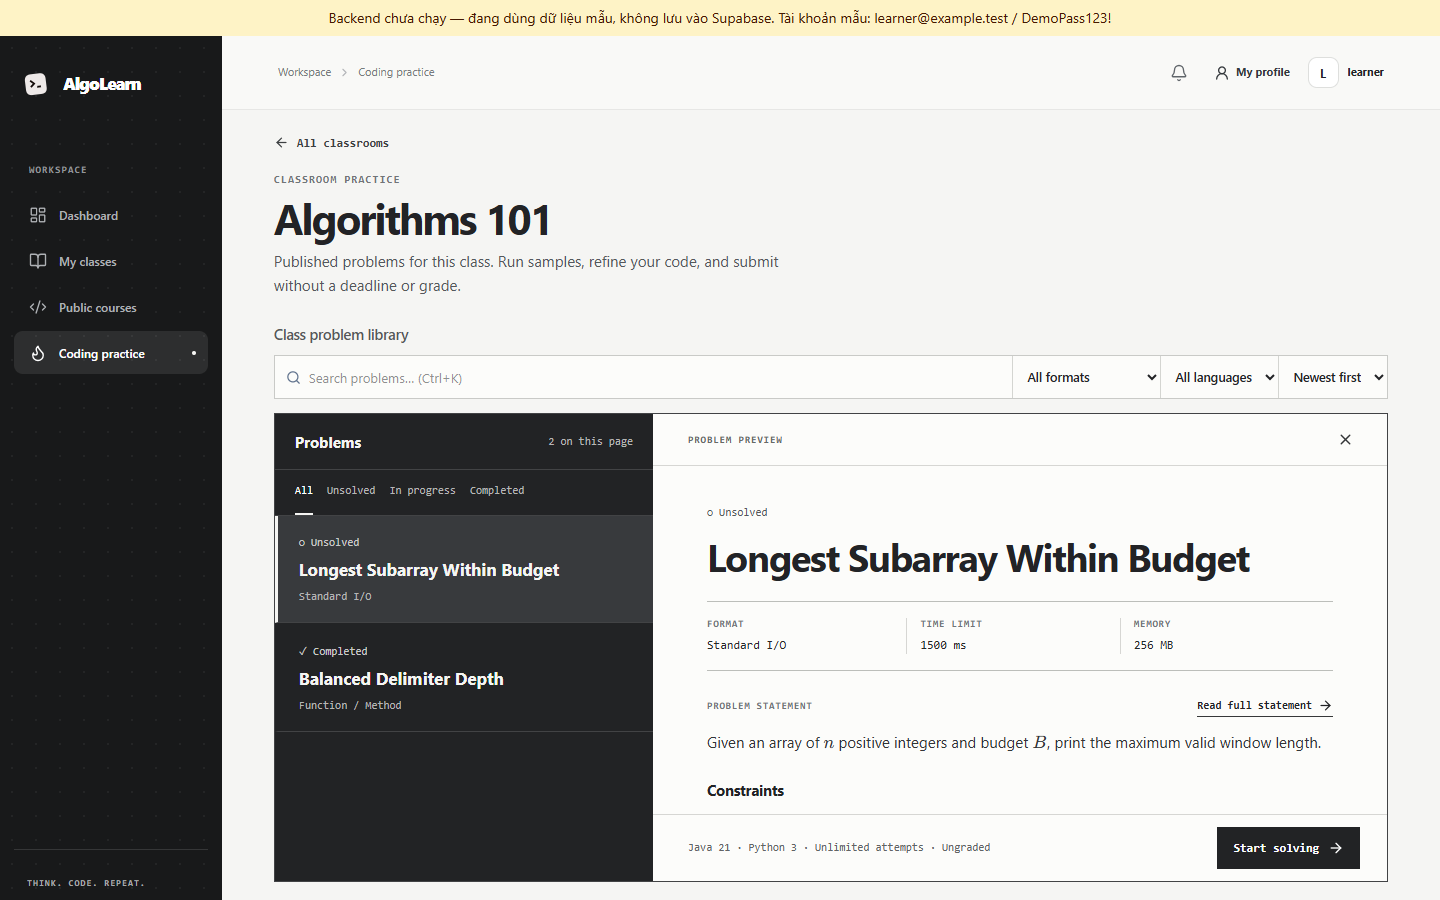 Backend chưa chạy — đang dùng dữ liệu mẫu, không lưu vào Supabase. Tài khoản mẫu: learner@example.test / DemoPass123!
AlgoLearn
WORKSPACE
Dashboard
My classes
Public courses
Coding practice
THINK. CODE. REPEAT.
Workspace > Coding practice
My profile
L
learner
← All classrooms
CLASSROOM PRACTICE
Algorithms 101
Published problems for this class. Run samples, refine your code, and submit
without a deadline or grade.
Class problem library
Search problems... (Ctrl+K)
All formats
All languages
Newest first
Problems
2 on this page
All Unsolved In progress Completed
○ Unsolved
Longest Subarray Within Budget
Standard I/O
✓ Completed
Balanced Delimiter Depth
Function / Method
PROBLEM PREVIEW
○ Unsolved
Longest Subarray Within Budget
FORMAT
Standard I/O
TIME LIMIT
1500 ms
MEMORY
256 MB
PROBLEM STATEMENT
Read full statement →
Given an array of n positive integers and budget B, print the maximum valid window length.
Constraints
Java 21 · Python 3 · Unlimited attempts · Ungraded
Start solving →